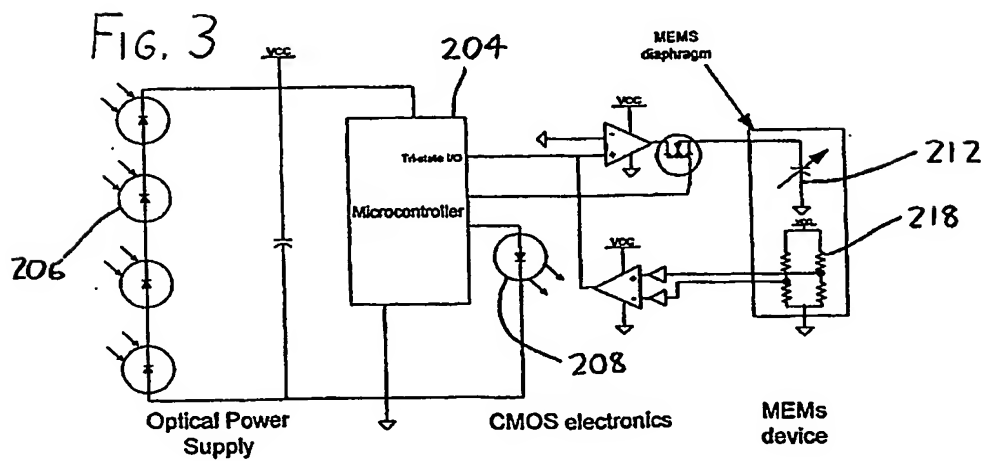 FIG. 3
VCC
204
MEMS
diaphragm
VCC
Tri-state I/O
Microcontroller
212
206
VCC
218
VCC
208
Optical Power
Supply
CMOS electronics
MEMs
device